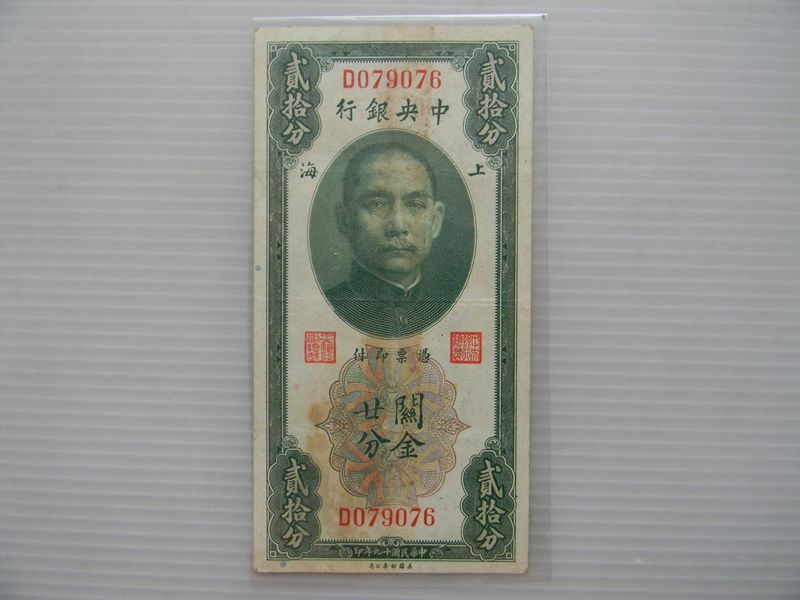 貳拾分
貳拾分
D079076
中央銀行
上海
憑票即付
關金
廿分
D079076
貳拾分
貳拾分
中華民國十九年印